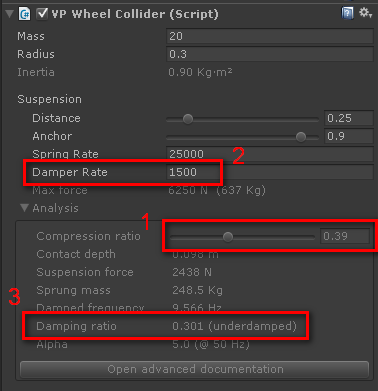 VP Wheel Collider (Script)
Mass 20
Radius 0.3
Inertia 0.90 Kg·m²
Suspension
Distance 0.25
Anchor 0.9
Spring Rate 25000 2
Damper Rate 1500
Max force 6250 N (637 Kg)
Analysis 1
Compression ratio 0.39
Contact depth 0.098 m
Suspension force 2438 N
Sprung mass 248.5 Kg
3 Damped frequency 9.566 Hz
Damping ratio 0.301 (underdamped)
Alpha 5.0 (@ 50 Hz)
Open advanced documentation